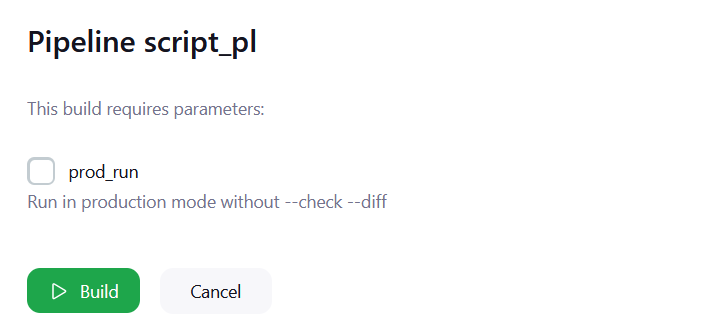 Pipeline script_pl
This build requires parameters:
prod_run
Run in production mode without --check --diff
Build
Cancel